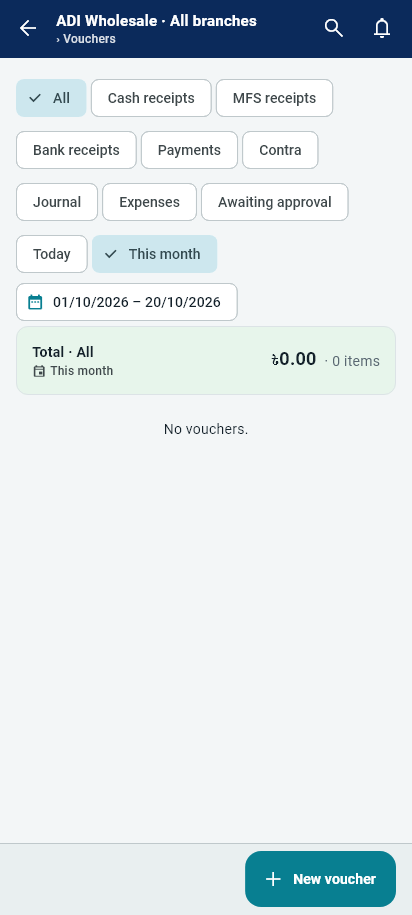 ADI Wholesale · All branches
› Vouchers
All
Cash receipts
MFS receipts
Bank receipts
Payments
Contra
Journal
Expenses
Awaiting approval
Today
This month
01/10/2026 – 20/10/2026
Total · All
৳0.00 · 0 items
This month
No vouchers.
New voucher